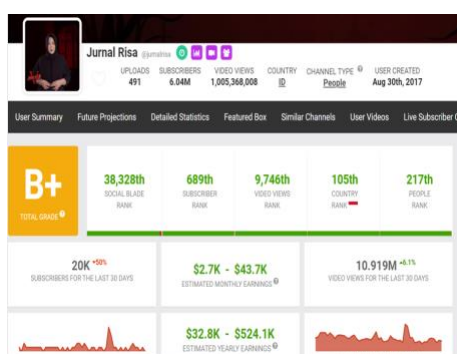 Jurnal Risa @jurnalrisa
UPLOADS SUBSCRIBERS VIDEO VIEWS COUNTRY CHANNEL TYPE USER CREATED
491 6.04M 1,005,368,008 ID People Aug 30th, 2017
User Summary Future Projections Detailed Statistics Featured Box Similar Channels User Videos Live Subscriber
B+
TOTAL GRADE
38,328th 689th 9,746th 105th 217th
SOCIAL BLADE SUBSCRIBER VIDEO VIEWS COUNTRY PEOPLE
RANK RANK RANK RANK RANK
20K +50%
SUBSCRIBERS FOR THE LAST 30 DAYS
$2.7K - $43.7K
ESTIMATED MONTHLY EARNINGS
10.919M +6.1%
VIDEO VIEWS FOR THE LAST 30 DAYS
$32.8K - $524.1K
ESTIMATED YEARLY EARNINGS